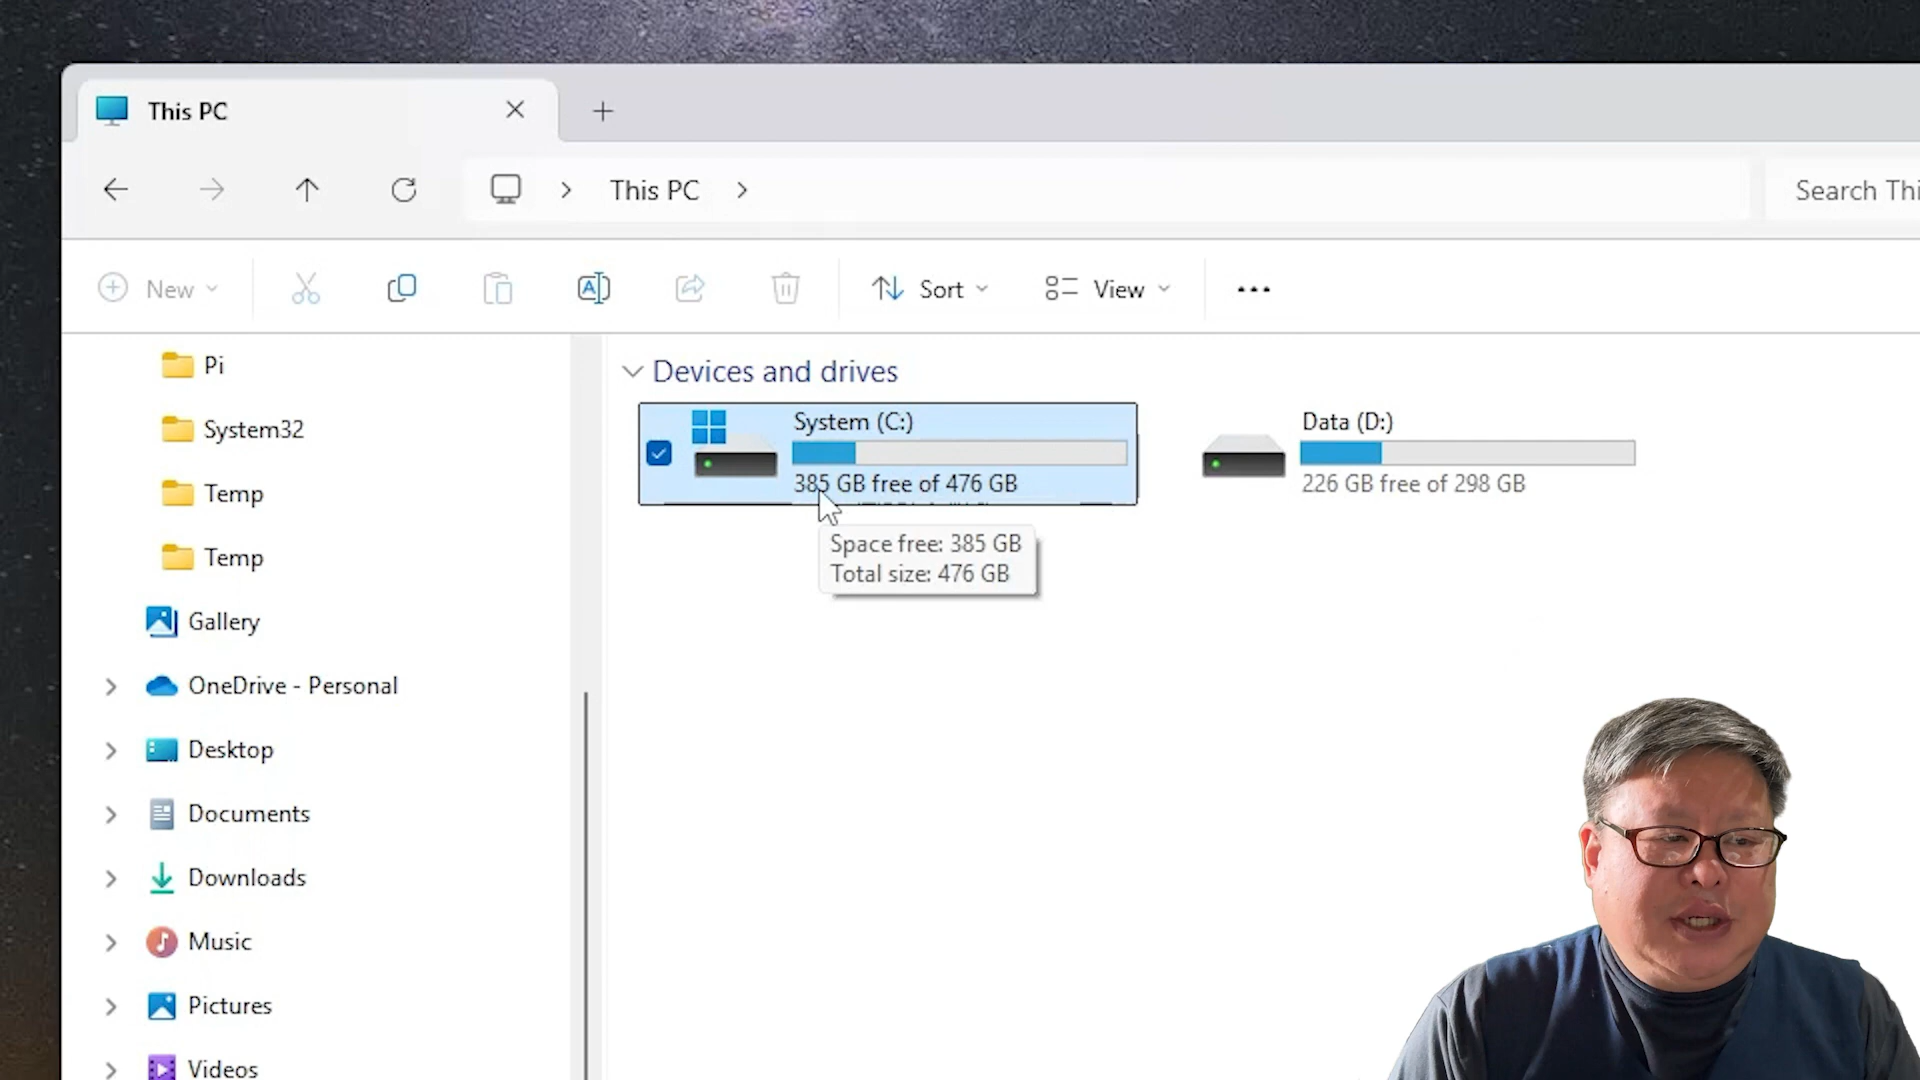 This PC
This PC
Search Thi
New
Sort
View
Pi
System32
Temp
Temp
Gallery
OneDrive - Personal
Desktop
Documents
Downloads
Music
Pictures
Videos
Devices and drives
System (C:)
385 GB free of 476 GB
Space free: 385 GB
Total size: 476 GB
Data (D:)
226 GB free of 298 GB